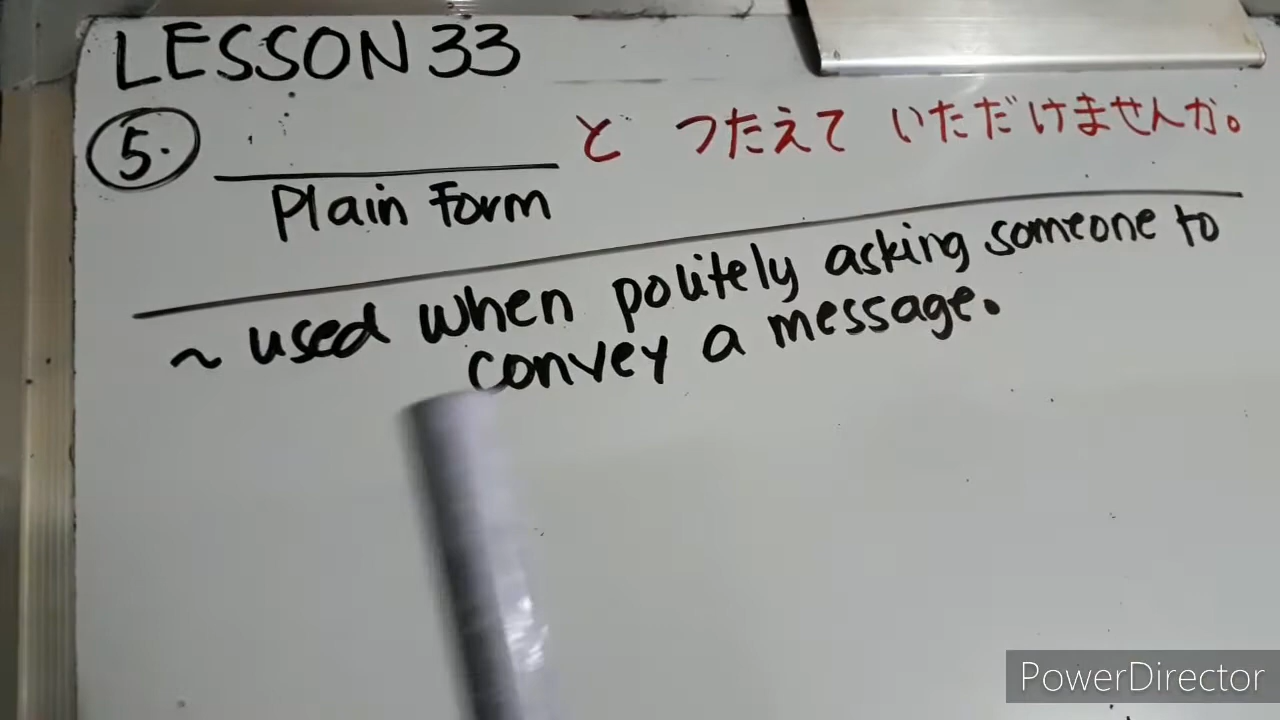 LESSON 33
5. ________ と つたえて いただけませんか。
Plain Form
~ used when politely asking someone to
convey a message.
PowerDirector